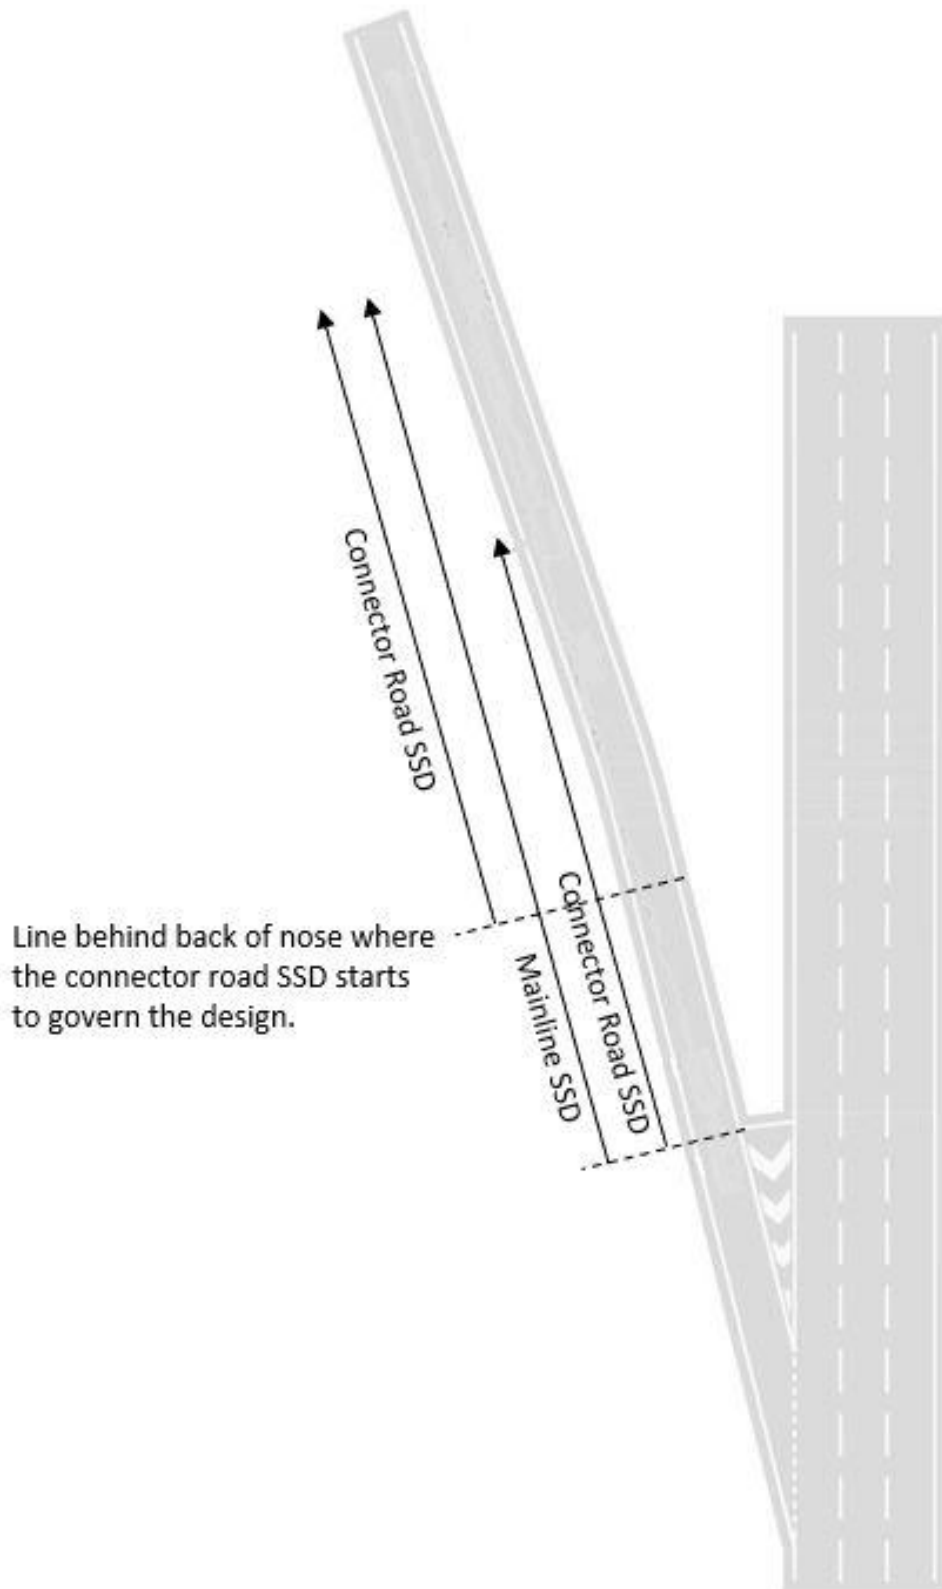 Connector Road SSD
Connector Road SSD
Mainline SSD
Line behind back of nose where
the connector road SSD starts
to govern the design.